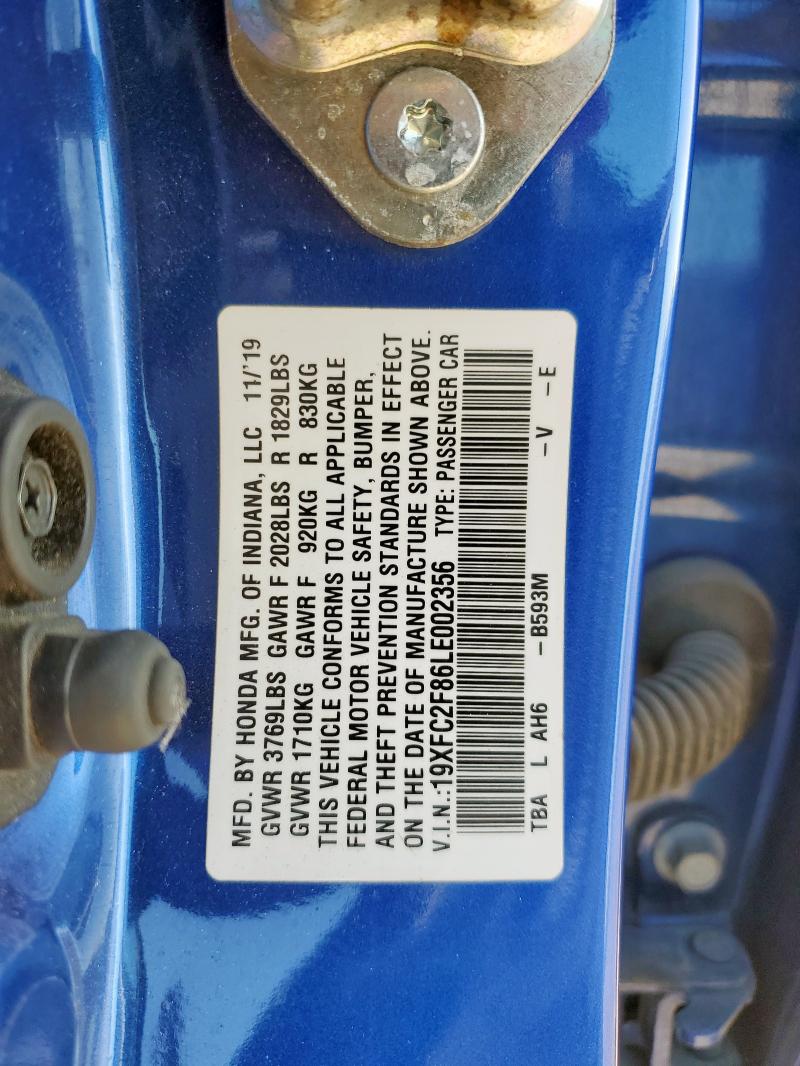 MFD. BY HONDA MFG. OF INDIANA, LLC 11/'19
GVWR 3769LBS GAWR F 2028LBS R 1829LBS
GVWR 1710KG GAWR F 920KG R 830KG
THIS VEHICLE CONFORMS TO ALL APPLICABLE
FEDERAL MOTOR VEHICLE SAFETY, BUMPER,
AND THEFT PREVENTION STANDARDS IN EFFECT
ON THE DATE OF MANUFACTURE SHOWN ABOVE.
V.I.N.:19XFC2F86LE002356 TYPE: PASSENGER CAR
TBA L AH6 -B593M -V -E